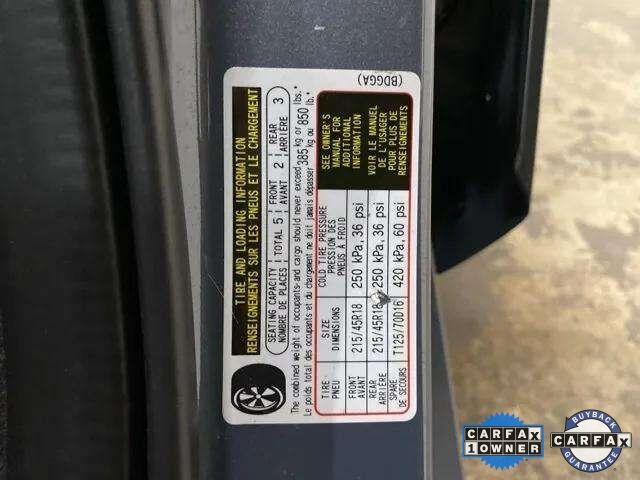 TIRE AND LOADING INFORMATION
RENSEIGNEMENTS SUR LES PNEUS ET LE CHARGEMENT
SEATING CAPACITY TOTAL 5 FRONT 2 REAR 3
NOMBRE DE PLACES AVANT ARRIÈRE
The combined weight of occupants and cargo should never exceed 385 kg or 850 lbs.
Le poids total des occupants et du chargement ne doit jamais dépasser kg ou lb.
TIRE SIZE COLD TIRE PRESSURE SEE OWNER'S
PNEU DIMENSIONS PRESSION DES MANUAL FOR
PNEUS À FROID ADDITIONAL
INFORMATION
FRONT 215/45R18 250 kPa, 36 psi
AVANT
REAR 215/45R18 250 kPa, 36 psi
ARRIÈRE
SPARE T125/70D16 420 kPa, 60 psi
DE SECOURS
VOIR LE MANUEL
DE L'USAGER
POUR PLUS DE
RENSEIGNEMENTS
(BDGGA)
CARFAX
1 OWNER
BUYBACK
CARFAX
GUARANTEE